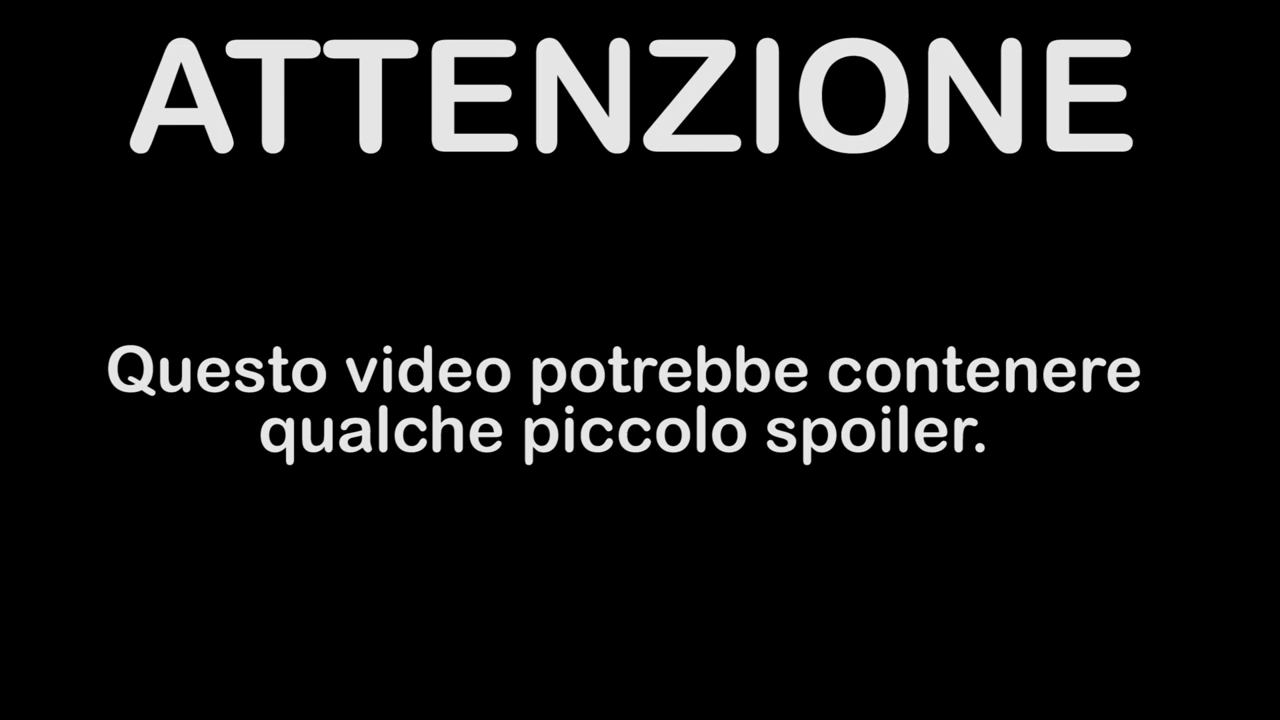 ATTENZIONE
Questo video potrebbe contenere
qualche piccolo spoiler.